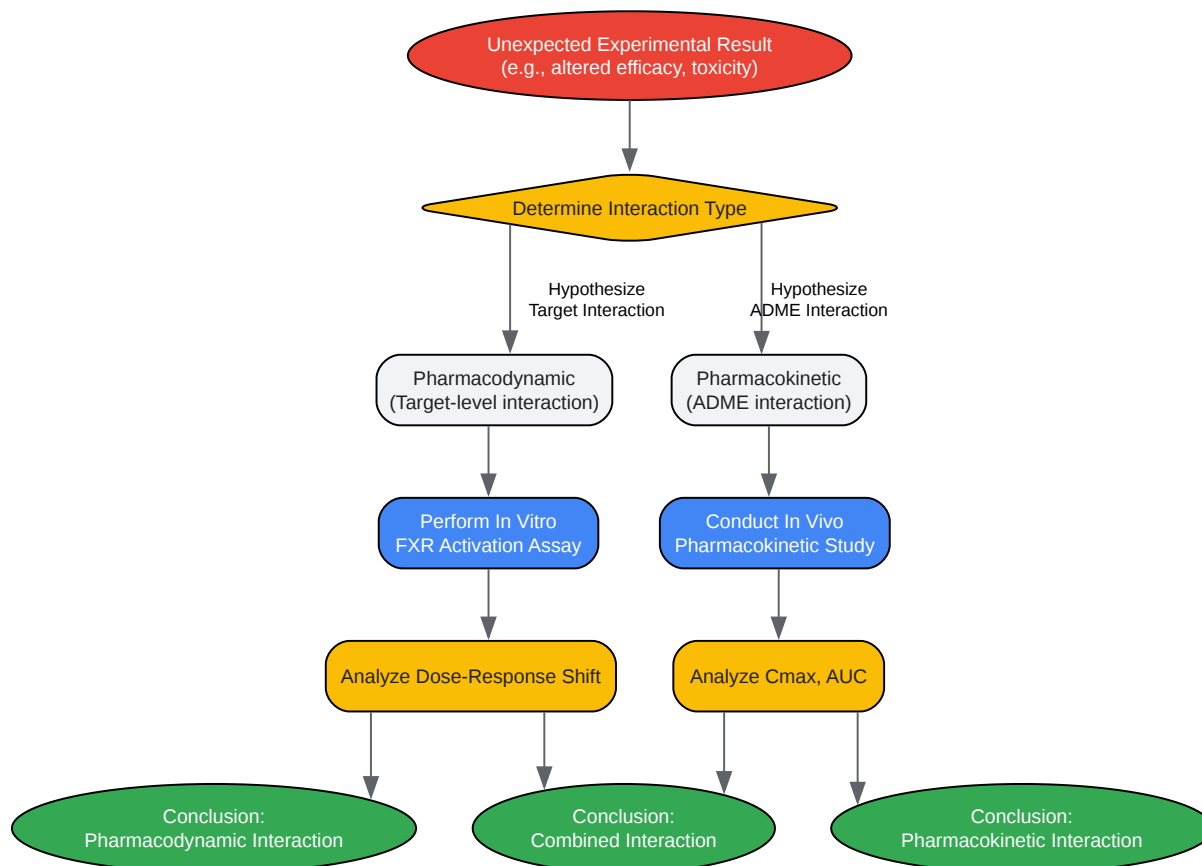 Unexpected Experimental Result
(e.g., altered efficacy, toxicity)
Determine Interaction Type
Hypothesize
Target Interaction
Hypothesize
ADME Interaction
Pharmacodynamic
(Target-level interaction)
Pharmacokinetic
(ADME interaction)
Perform In Vitro
FXR Activation Assay
Conduct In Vivo
Pharmacokinetic Study
Analyze Dose-Response Shift
Analyze Cmax, AUC
Conclusion:
Pharmacodynamic Interaction
Conclusion:
Combined Interaction
Conclusion:
Pharmacokinetic Interaction